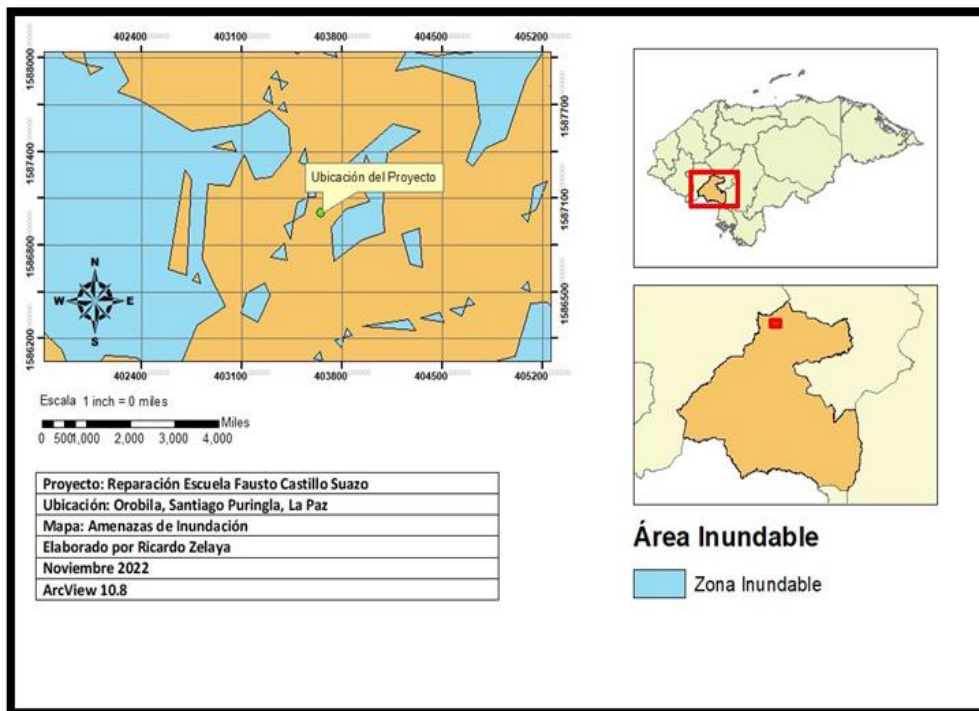 402400 403100 403800 404500 405200
1588000
1587400
1586800
1586200
1587700
1587100
1586500
Ubicación del Proyecto
N
W E
S
402400 403100 403800 404500 405200
Escala 1 inch = 0 miles
Miles
0 5001,000 2,000 3,000 4,000
Proyecto: Reparación Escuela Fausto Castillo Suazo
Ubicación: Orobila, Santiago Puringla, La Paz
Mapa: Amenazas de Inundación
Elaborado por Ricardo Zelaya
Noviembre 2022
ArcView 10.8
Área Inundable
Zona Inundable